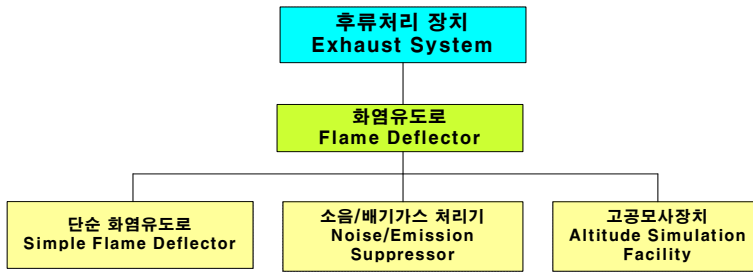 후류처리 장치
Exhaust System
화염유도로
Flame Deflector
단순 화염유도로
Simple Flame Deflector
소음/배기가스 처리기
Noise/Emission
Suppressor
고공모사장치
Altitude Simulation
Facility